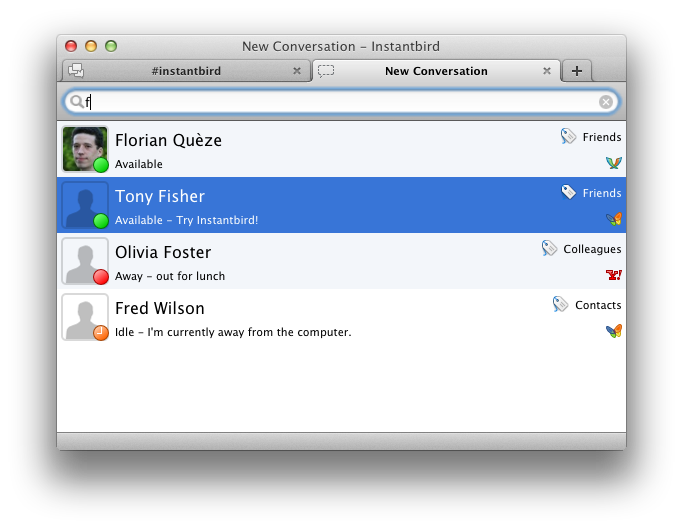 New Conversation – Instantbird
#instantbird
New Conversation
f
Florian Quèze
Friends
Available
Tony Fisher
Friends
Available – Try Instantbird!
Olivia Foster
Colleagues
Away – out for lunch
Y!
Fred Wilson
Contacts
Idle – I'm currently away from the computer.